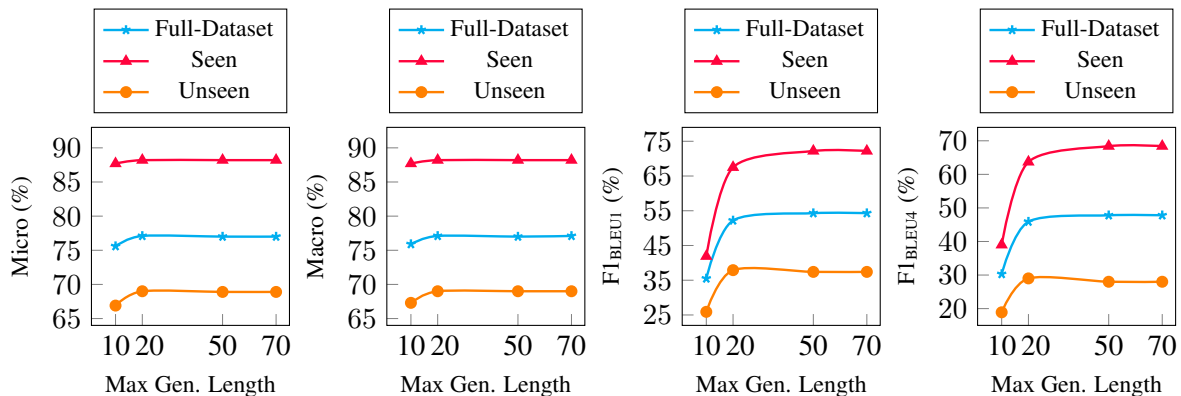 Full-Dataset
Seen
Unseen
Micro (%)
90
85
80
75
70
65
10 20 50 70
Max Gen. Length
Full-Dataset
Seen
Unseen
Macro (%)
90
85
80
75
70
65
10 20 50 70
Max Gen. Length
Full-Dataset
Seen
Unseen
F1BLEU1 (%)
75
65
55
45
35
25
10 20 50 70
Max Gen. Length
Full-Dataset
Seen
Unseen
F1BLEU4 (%)
70
60
50
40
30
20
10 20 50 70
Max Gen. Length